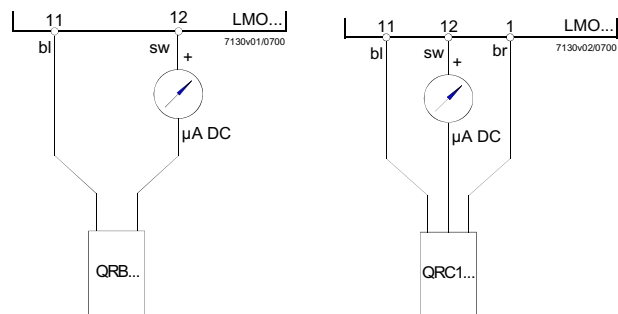 11 12 LMO...
bl sw 7130v01/0700
+
µA DC
QRB...
11 12 1 LMO...
bl sw br 7130v02/0700
+
µA DC
QRC1...